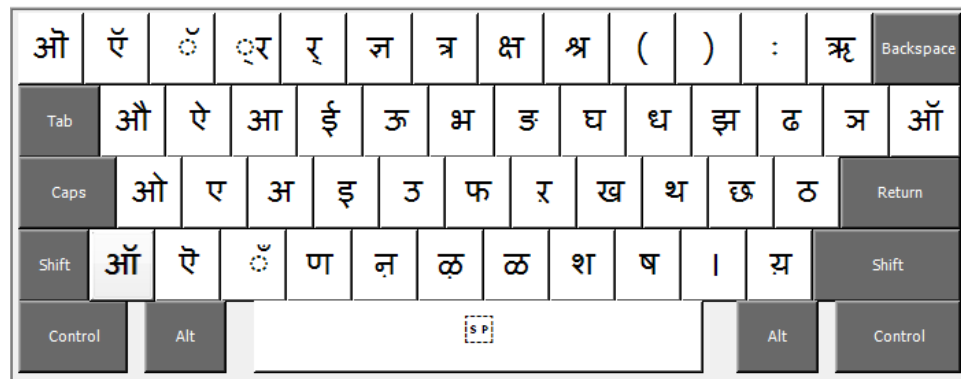 ऒ ऍ ॅ ्र र् ज्ञ त्र क्ष श्र ( ) : ऋ Backspace
Tab औ ऐ आ ई ऊ भ ङ घ ध झ ढ ञ ऑ
Caps ओ ए अ इ उ फ ऱ ख थ छ ठ Return
Shift ऑ ऎ ँ ण ऩ ऴ ळ श ष । य़ Shift
Control Alt SP Alt Control